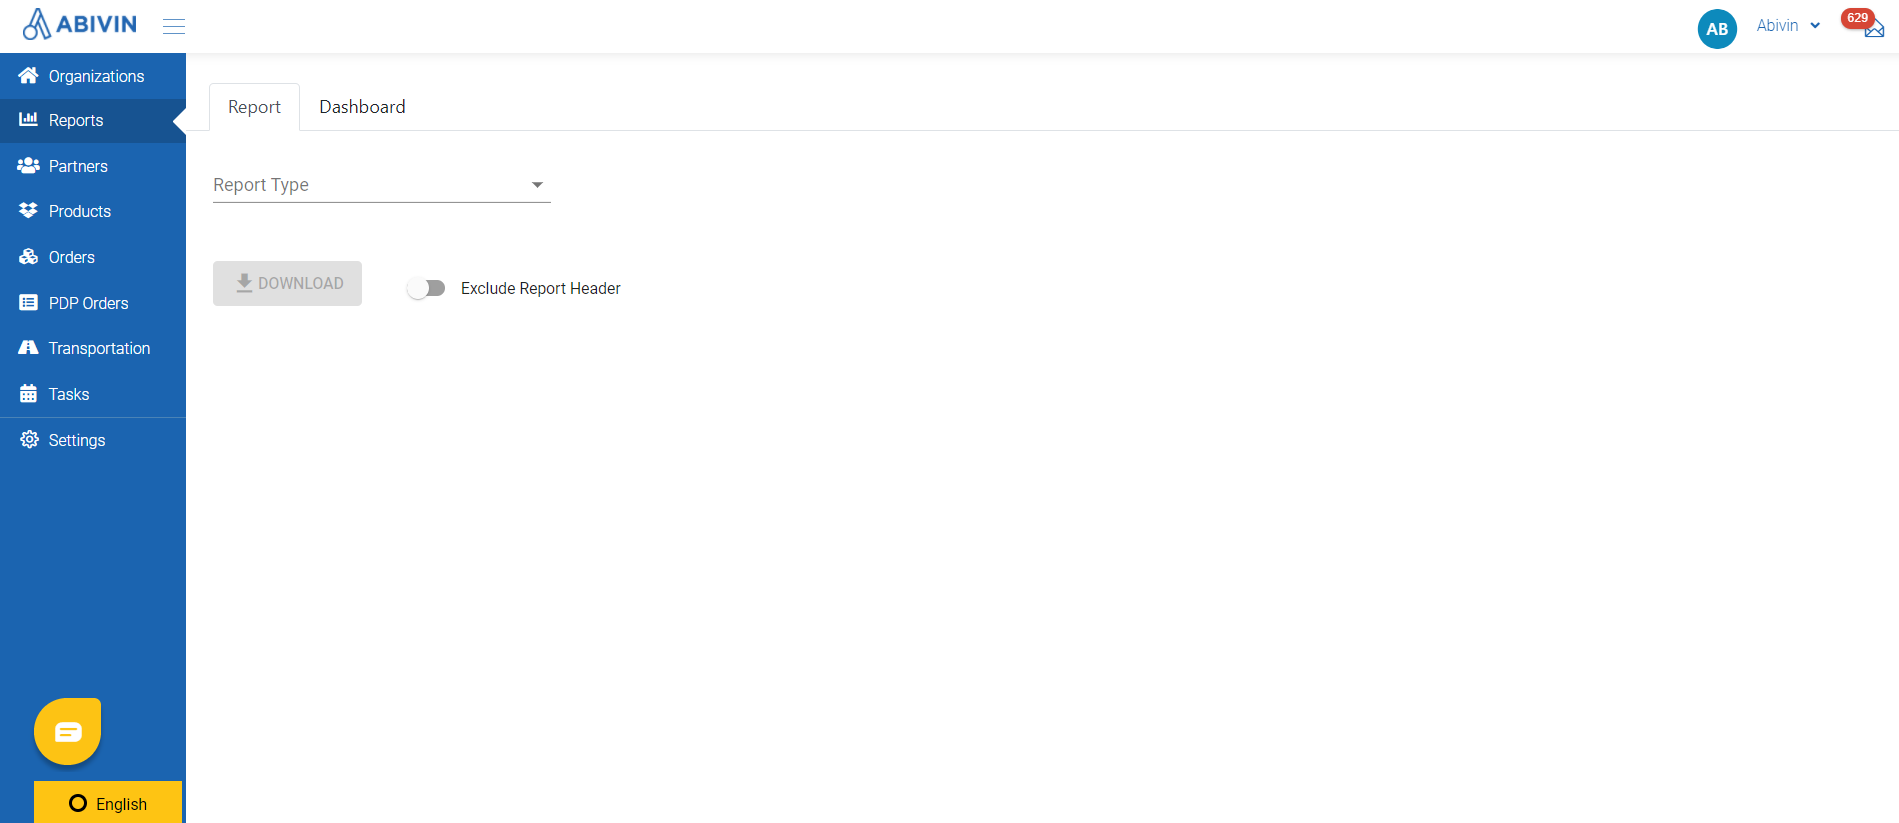 ABIVIN
AB
Abivin
629
Organizations
Reports
Partners
Products
Orders
PDP Orders
Transportation
Tasks
Settings
English
Report
Dashboard
Report Type
DOWNLOAD
Exclude Report Header